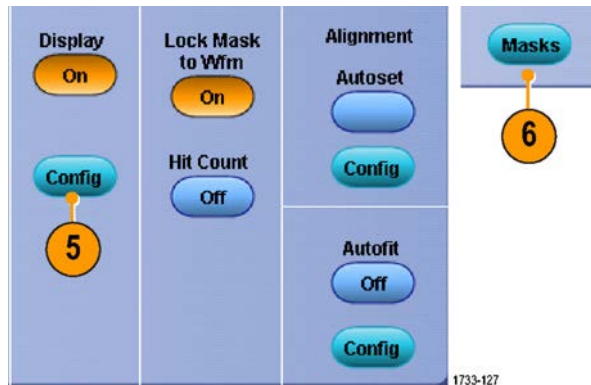 Display
On
Config
5
Lock Mask
to Wfm
On
Hit Count
Off
Alignment
Autoset
Config
Autofit
Off
Config
Masks
6
1733-127